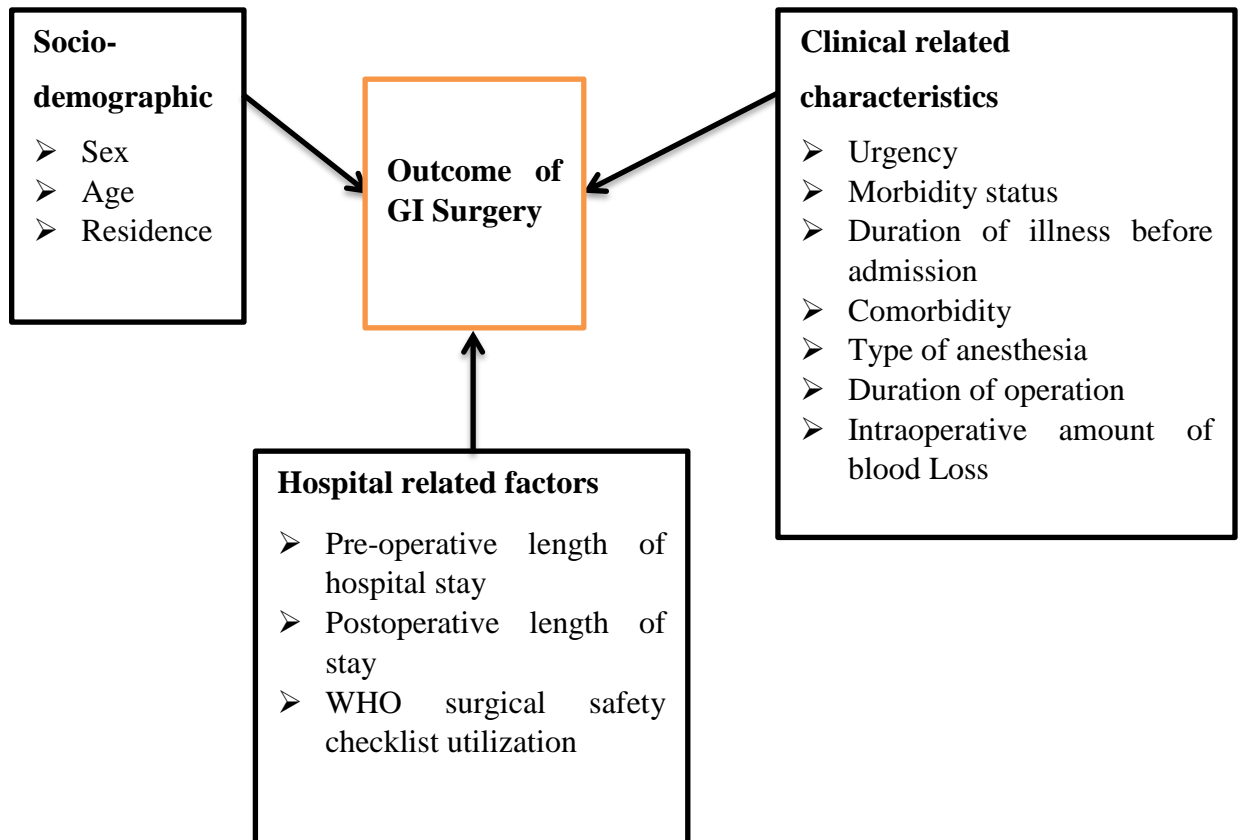 Socio-
demographic
➢ Sex
➢ Age
➢ Residence
Outcome of
GI Surgery
Clinical related
characteristics
➢ Urgency
➢ Morbidity status
➢ Duration of illness before
admission
➢ Comorbidity
➢ Type of anesthesia
➢ Duration of operation
➢ Intraoperative amount of
blood Loss
Hospital related factors
➢ Pre-operative length of
hospital stay
➢ Postoperative length of
stay
➢ WHO surgical safety
checklist utilization